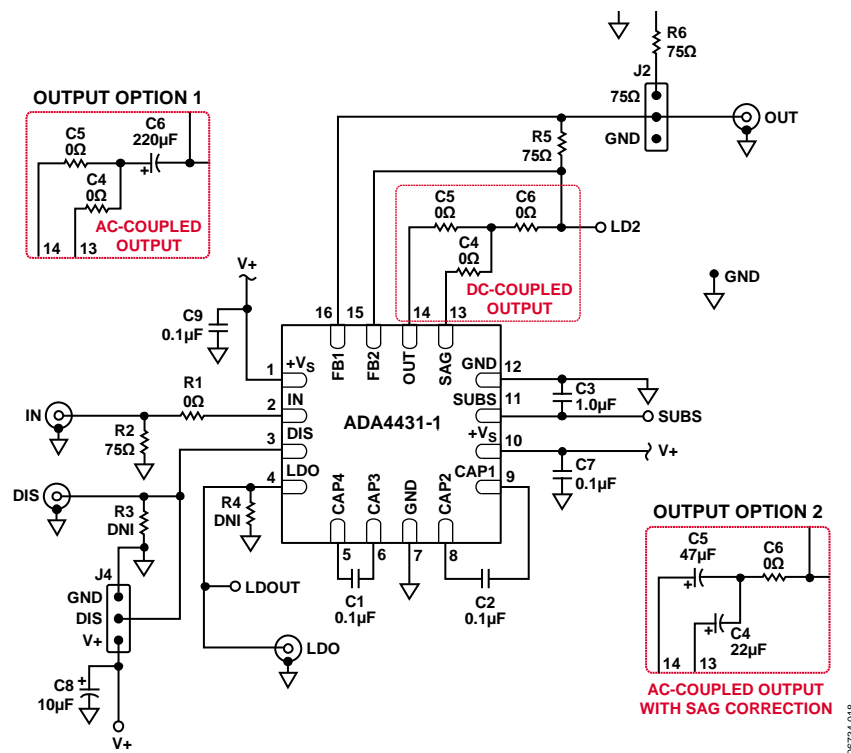 R6
75Ω
J2
75Ω
GND
OUT
OUTPUT OPTION 1
C5
0Ω
C6
220µF
+
C4
0Ω
AC-COUPLED
OUTPUT
14
13
R5
75Ω
C5
0Ω
C6
0Ω
C4
0Ω
LD2
DC-COUPLED
OUTPUT
GND
V+
C9
0.1µF
16
15
14
13
FB1
FB2
OUT
SAG
1
+VS
2
IN
3
DIS
4
LDO
ADA4431-1
GND
12
SUBS
11
+VS
10
CAP1
9
CAP4
CAP3
GND
CAP2
5
6
7
8
R1
0Ω
IN
R2
75Ω
DIS
R3
DNI
R4
DNI
J4
GND
DIS
V+
C8
+
10µF
V+
LDOUT
LDO
C1
0.1µF
C2
0.1µF
C3
1.0µF
SUBS
V+
C7
0.1µF
OUTPUT OPTION 2
C5
47µF
+
C6
0Ω
+
C4
22µF
14
13
AC-COUPLED OUTPUT
WITH SAG CORRECTION